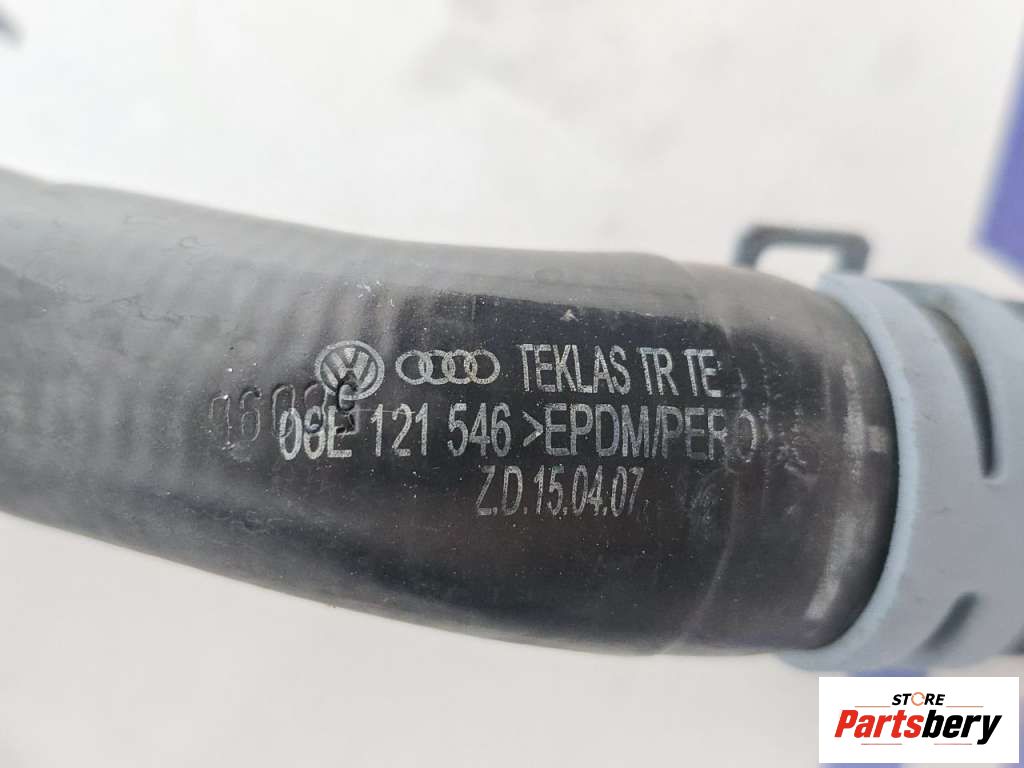 TEKLAS TR TE
06E 121 546 >EPDM/PERO
Z.D.15.04.07
STORE
Partsbery